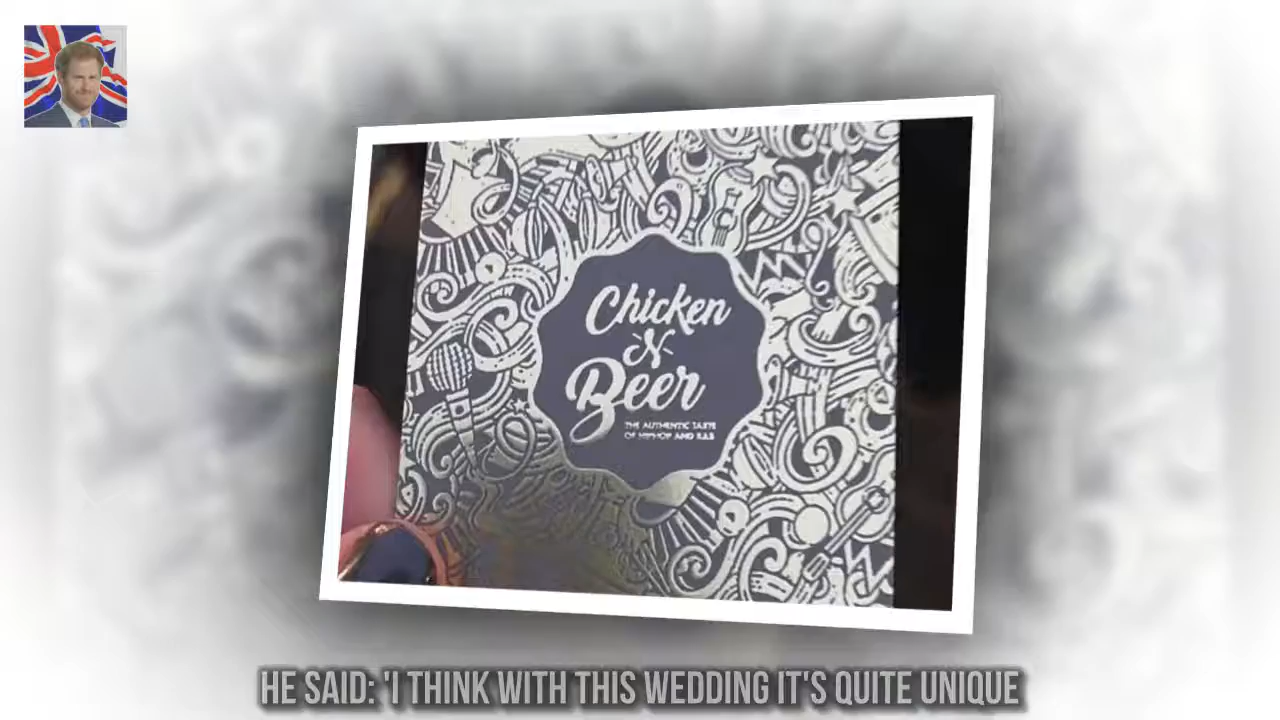 Chicken
N
Beer
THE AUTHENTIC TASTE
OF HIPHOP AND R&B
HE SAID: 'I THINK WITH THIS WEDDING IT'S QUITE UNIQUE